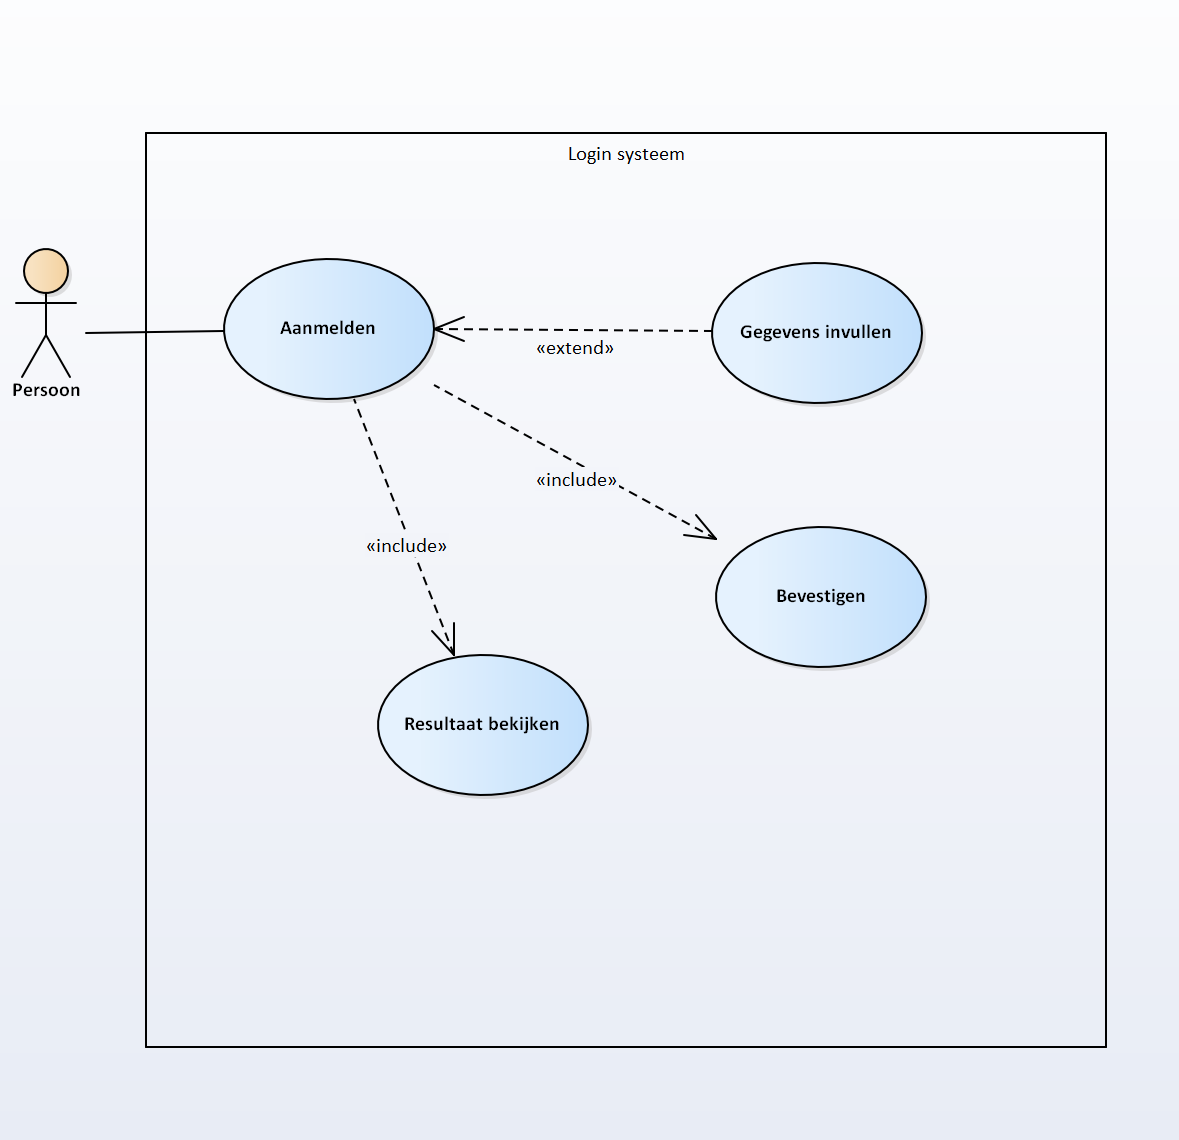 Login systeem
Aanmelden
Gegevens invullen
«extend»
Persoon
«include»
«include»
Bevestigen
Resultaat bekijken